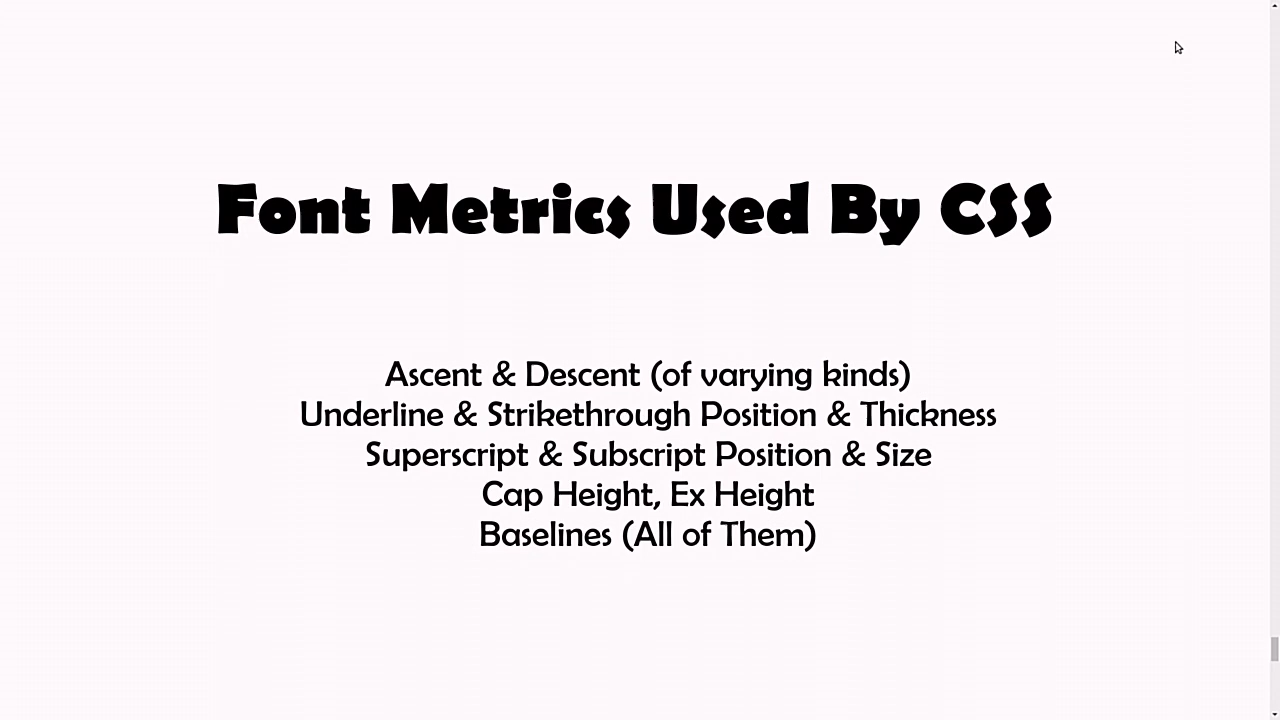 Font Metrics Used By CSS
Ascent & Descent (of varying kinds)
Underline & Strikethrough Position & Thickness
Superscript & Subscript Position & Size
Cap Height, Ex Height
Baselines (All of Them)